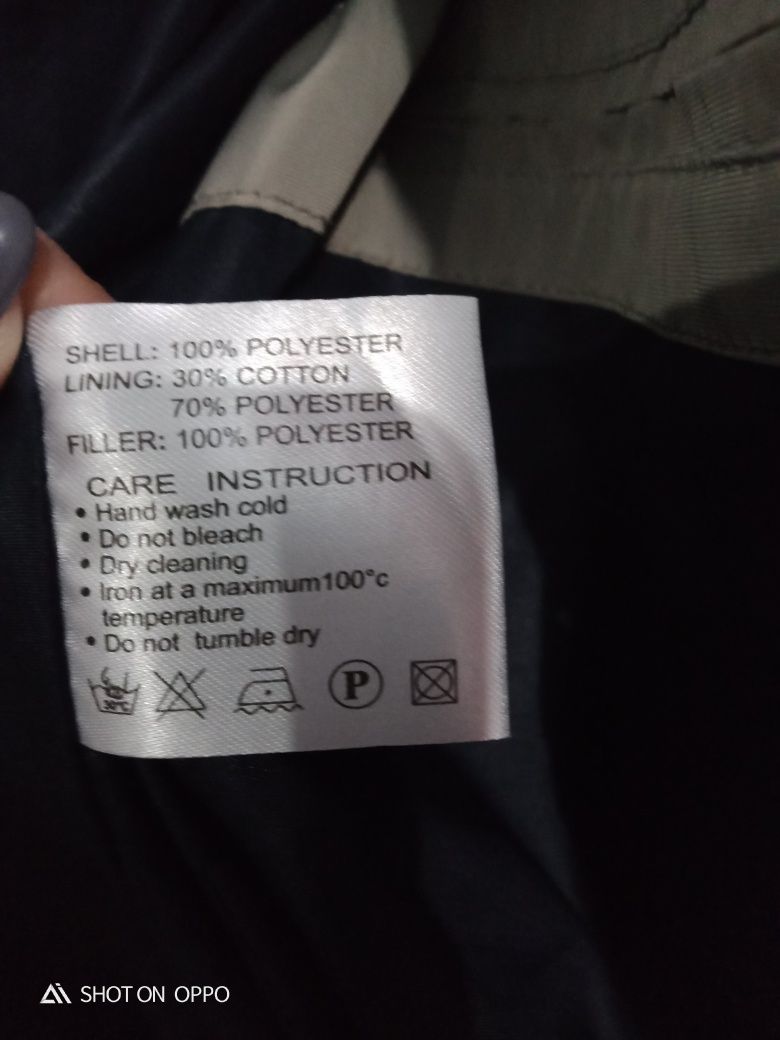 SHELL: 100% POLYESTER
LINING: 30% COTTON
70% POLYESTER
FILLER: 100% POLYESTER
CARE INSTRUCTION
• Hand wash cold
• Do not bleach
• Dry cleaning
• Iron at a maximum100°c
temperature
• Do not tumble dry
30°C P
SHOT ON OPPO